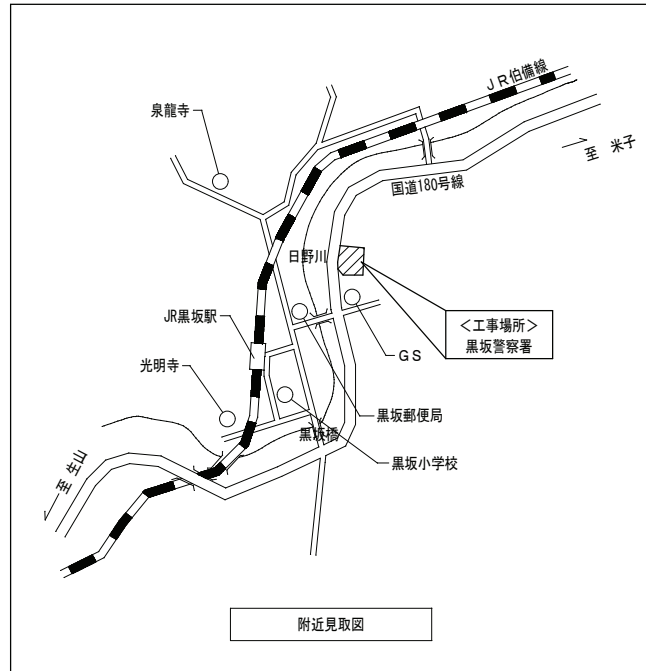 JR伯備線
泉龍寺
至 米子
国道180号線
日野川
JR黒坂駅
＜工事場所＞
黒坂警察署
GS
光明寺
黒坂郵便局
黒坂橋
黒坂小学校
至 生山
附近見取図